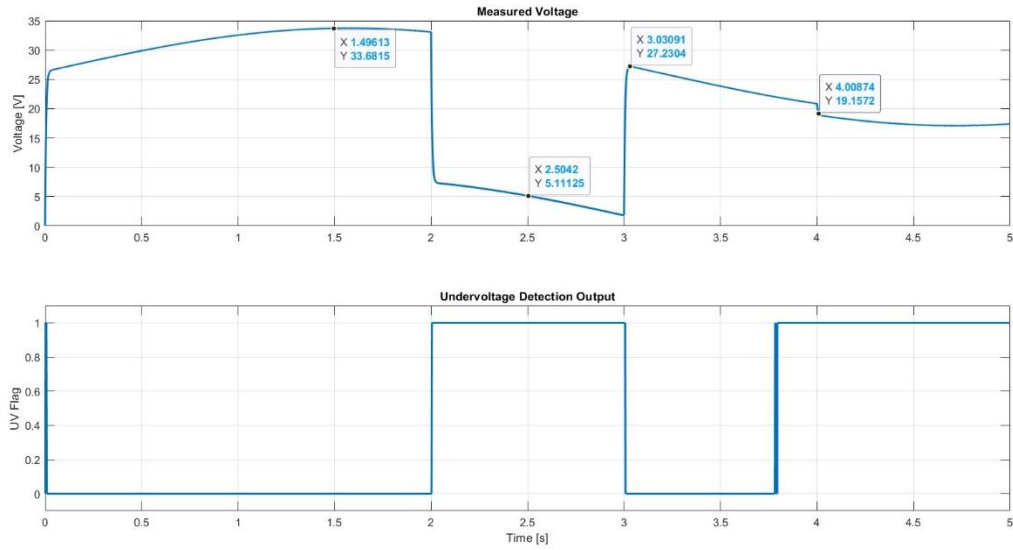 Measured Voltage
35
30
25
20
15
10
5
0
Voltage [V]
X 1.49613
Y 33.6815
X 2.5042
Y 5.11125
X 3.03091
Y 27.2304
X 4.00874
Y 19.1572
0 0.5 1 1.5 2 2.5 3 3.5 4 4.5 5
Undervoltage Detection Output
1
0.8
0.6
0.4
0.2
0
UV Flag
0 0.5 1 1.5 2 2.5 3 3.5 4 4.5 5
Time [s]